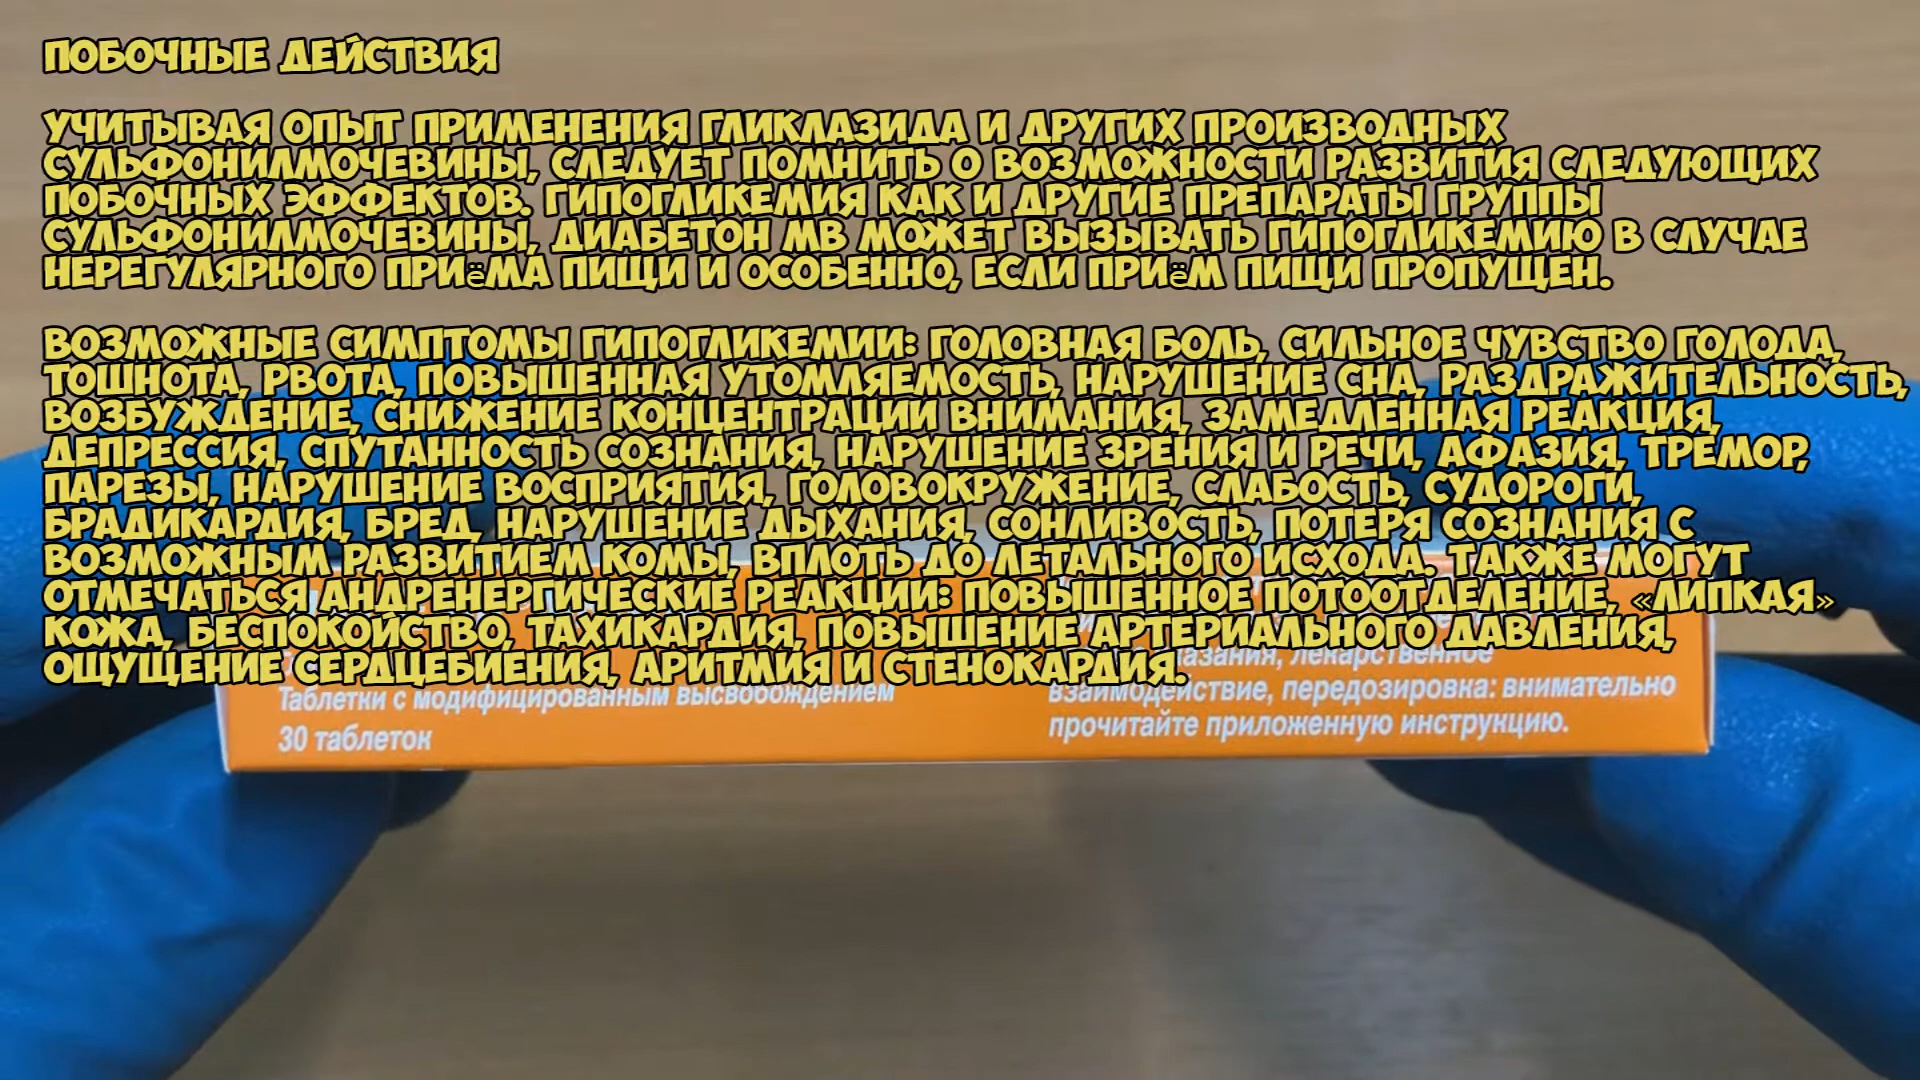 ПОБОЧНЫЕ ДЕЙСТВИЯ
УЧИТЫВАЯ ОПЫТ ПРИМЕНЕНИЯ ГЛИКЛАЗИДА И ДРУГИХ ПРОИЗВОДНЫХ
СУЛЬФОНИЛМОЧЕВИНЫ, СЛЕДУЕТ ПОМНИТЬ О ВОЗМОЖНОСТИ РАЗВИТИЯ СЛЕДУЮЩИХ
ПОБОЧНЫХ ЭФФЕКТОВ. ГИПОГЛИКЕМИЯ КАК И ДРУГИЕ ПРЕПАРАТЫ ГРУППЫ
СУЛЬФОНИЛМОЧЕВИНЫ, ДИАБЕТОН МВ МОЖЕТ ВЫЗЫВАТЬ ГИПОГЛИКЕМИЮ В СЛУЧАЕ
НЕРЕГУЛЯРНОГО ПРИёМА ПИЩИ И ОСОБЕННО, ЕСЛИ ПРИёМ ПИЩИ ПРОПУЩЕН.
ВОЗМОЖНЫЕ СИМПТОМЫ ГИПОГЛИКЕМИИ: ГОЛОВНАЯ БОЛЬ, СИЛЬНОЕ ЧУВСТВО ГОЛОДА,
ТОШНОТА, РВОТА, ПОВЫШЕННАЯ УТОМЛЯЕМОСТЬ, НАРУШЕНИЕ СНА, РАЗДРАЖИТЕЛЬНОСТЬ,
ВОЗБУЖДЕНИЕ, СНИЖЕНИЕ КОНЦЕНТРАЦИИ ВНИМАНИЯ, ЗАМЕДЛЕННАЯ РЕАКЦИЯ,
ДЕПРЕССИЯ, СПУТАННОСТЬ СОЗНАНИЯ, НАРУШЕНИЕ ЗРЕНИЯ И РЕЧИ, АФАЗИЯ, ТРЕМОР,
ПАРЕЗЫ, НАРУШЕНИЕ ВОСПРИЯТИЯ, ГОЛОВОКРУЖЕНИЕ, СЛАБОСТЬ, СУДОРОГИ,
БРАДИКАРДИЯ, БРЕД, НАРУШЕНИЕ ДЫХАНИЯ, СОНЛИВОСТЬ, ПОТЕРЯ СОЗНАНИЯ С
ВОЗМОЖНЫМ РАЗВИТИЕМ КОМЫ, ВПЛОТЬ ДО ЛЕТАЛЬНОГО ИСХОДА. ТАКЖЕ МОГУТ
ОТМЕЧАТЬСЯ АНДРЕНЕРГИЧЕСКИЕ РЕАКЦИИ: ПОВЫШЕННОЕ ПОТООТДЕЛЕНИЕ, «ЛИПКАЯ»
КОЖА, БЕСПОКОЙСТВО, ТАХИКАРДИЯ, ПОВЫШЕНИЕ АРТЕРИАЛЬНОГО ДАВЛЕНИЯ,
ОЩУЩЕНИЕ СЕРДЦЕБИЕНИЯ, АРИТМИЯ И СТЕНОКАРДИЯ.
лекарственное
Таблетки с модифицированным высвобождением
30 таблеток
взаимодействие, передозировка: внимательно
прочитайте приложенную инструкцию.